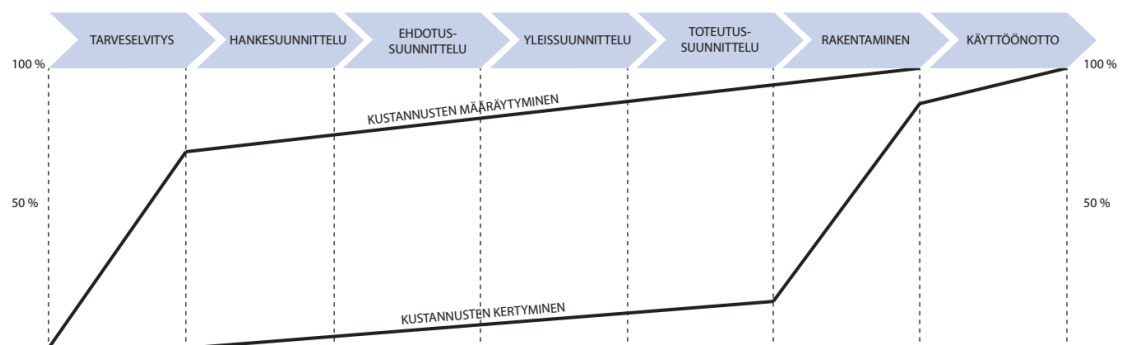 TARVESELVITYS
HANKESUUNNITTELU
EHDOTUS-
SUUNNITTELU
YLEISSUUNNITTELU
TOTEUTUS-
SUUNNITTELU
RAKENTAMINEN
KÄYTTÖÖNOTTO
100 %
100 %
KUSTANNUSTEN MÄÄRÄYTYMINEN
50 %
50 %
KUSTANNUSTEN KERTYMINEN